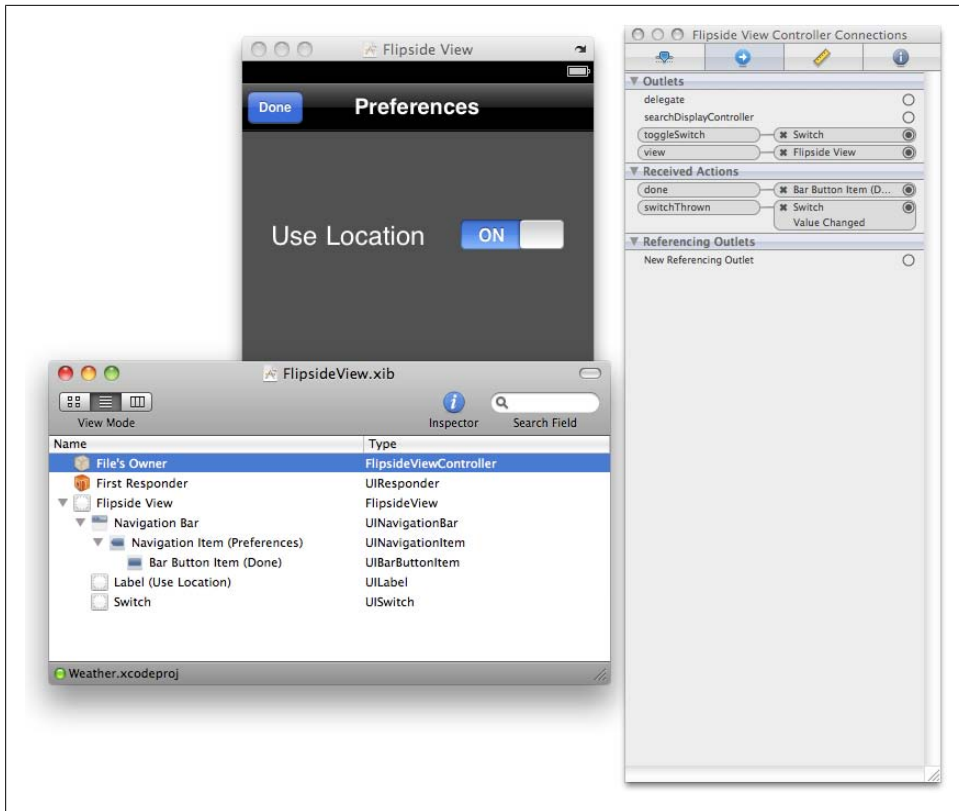 Flipside View
Done
Preferences
Use Location
ON
FlipsideView.xib
View Mode
Inspector
Search Field
Name Type
File's Owner FlipsideViewController
First Responder UIResponder
Flipside View FlipsideView
Navigation Bar UINavigationBar
Navigation Item (Preferences) UINavigationItem
Bar Button Item (Done) UIBarButtonItem
Label (Use Location) UILabel
Switch UISwitch
Weather.xcodeproj
Flipside View Controller Connections
Outlets
delegate
searchDisplayController
toggleSwitch Switch
view Flipside View
Received Actions
done Bar Button Item (D...
switchThrown Switch
Value Changed
Referencing Outlets
New Referencing Outlet